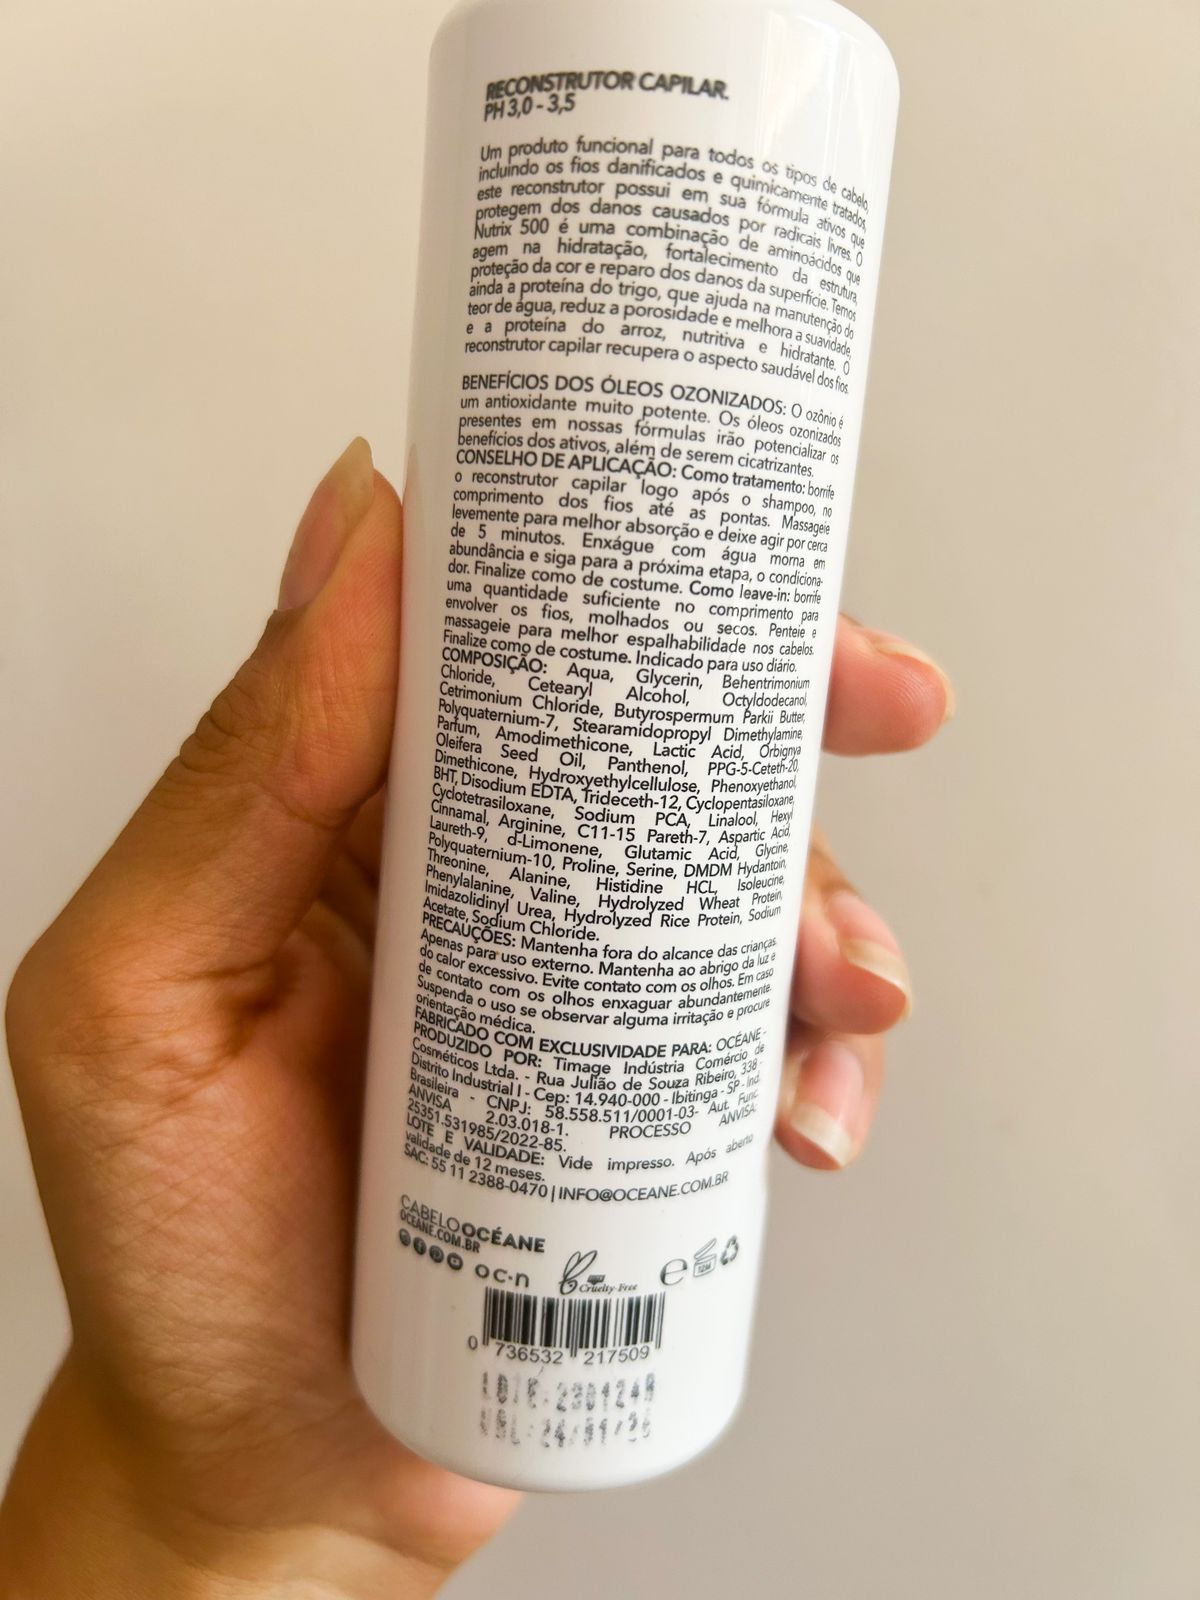 RECONSTRUTOR CAPILAR.
PH 3,0 - 3,5
Um produto funcional para todos os tipos de cabelo,
incluindo os fios danificados e quimicamente tratados,
este reconstrutor possui em sua fórmula ativos que
protegem dos danos causados por radicais livres. O
Nutrix 500 é uma combinação de aminoácidos que
agem na hidratação, fortalecimento da estrutura,
proteção da cor e reparo dos danos da superfície. Temos
ainda a proteína do trigo, que ajuda na manutenção do
teor de água, reduz a porosidade e melhora a suavidade,
e a proteína do arroz, nutritiva e hidratante. O
reconstrutor capilar recupera o aspecto saudável dos fios.
BENEFÍCIOS DOS ÓLEOS OZONIZADOS: O ozônio é
um antioxidante muito potente. Os óleos ozonizados
presentes em nossas fórmulas irão potencializar os
benefícios dos ativos, além de serem cicatrizantes.
CONSELHO DE APLICAÇÃO: Como tratamento: borrife
o reconstrutor capilar logo após o shampoo, no
comprimento dos fios até as pontas. Massageie
levemente para melhor absorção e deixe agir por cerca
de 5 minutos. Enxágue com água morna em
abundância e siga para a próxima etapa, o condiciona-
dor. Finalize como de costume. Como leave-in: borrife
uma quantidade suficiente no comprimento para
envolver os fios, molhados ou secos. Penteie e
massageie para melhor espalhabilidade nos cabelos.
Finalize como de costume. Indicado para uso diário.
COMPOSIÇÃO: Aqua, Glycerin, Behentrimonium
Chloride, Cetearyl Alcohol, Octyldodecanol,
Cetrimonium Chloride, Butyrospermum Parkii Butter,
Polyquaternium-7, Stearamidopropyl Dimethylamine,
Parfum, Amodimethicone, Lactic Acid, Orbignya
Oleifera Seed Oil, Panthenol, PPG-5-Ceteth-20,
Dimethicone, Hydroxyethylcellulose, Phenoxyethanol,
BHT, Disodium EDTA, Trideceth-12, Cyclopentasiloxane,
Cyclotetrasiloxane, Sodium PCA, Linalool, Hexyl
Cinnamal, Arginine, C11-15 Pareth-7, Aspartic Acid,
Laureth-9, d-Limonene, Glutamic Acid, Glycine,
Polyquaternium-10, Proline, Serine, DMDM Hydantoin,
Threonine, Alanine, Histidine HCL, Isoleucine,
Phenylalanine, Valine, Hydrolyzed Wheat Protein,
Imidazolidinyl Urea, Hydrolyzed Rice Protein, Sodium
Acetate, Sodium Chloride.
PRECAUÇÕES: Mantenha fora do alcance das crianças.
Apenas para uso externo. Mantenha ao abrigo da luz e
do calor excessivo. Evite contato com os olhos. Em caso
de contato com os olhos enxaguar abundantemente.
Suspenda o uso se observar alguma irritação e procure
orientação médica.
FABRICADO COM EXCLUSIVIDADE PARA: OCÉANE -
PRODUZIDO POR: Timage Indústria Comércio de
Cosméticos Ltda. - Rua Julião de Souza Ribeiro, 338 -
Distrito Industrial I - Cep: 14.940-000 - Ibitinga - SP - Ind.
Brasileira - CNPJ: 58.558.511/0001-03- Aut. Func.
ANVISA 2.03.018-1. PROCESSO ANVISA:
25351.531985/2022-85.
LOTE E VALIDADE: Vide impresso. Após aberto
validade de 12 meses.
SAC: 55 11 2388-0470 | INFO@OCEANE.COM.BR
CABELO OCÉANE
OCEANE.COM.BR
oc·n
Cruelty-Free
12M
0 736532 217509